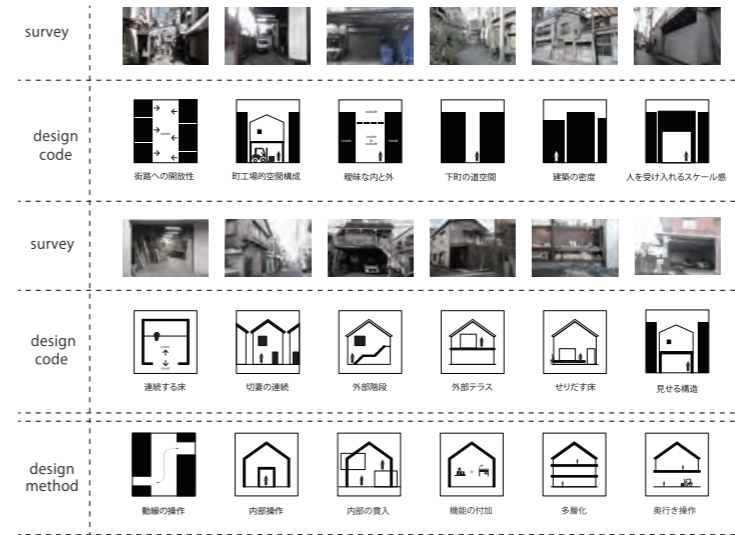 survey
design
code
街路への開放性 町工場的空間構成 曖昧な内と外 下町の道空間 建築の密度 人を受け入れるスケール感
survey
design
code
連続する床 切妻の連続 外部階段 外部テラス せりだす床 見せる構造
design
method
動線の操作 内部操作 内部の貫入 機能の付加 多層化 奥行き操作